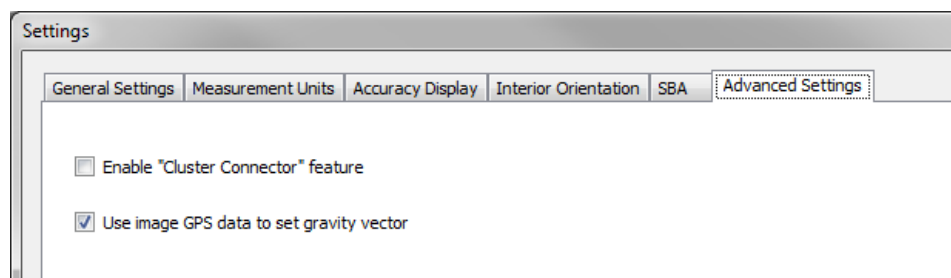 Settings
General Settings Measurement Units Accuracy Display Interior Orientation SBA Advanced Settings
Enable "Cluster Connector" feature
Use image GPS data to set gravity vector